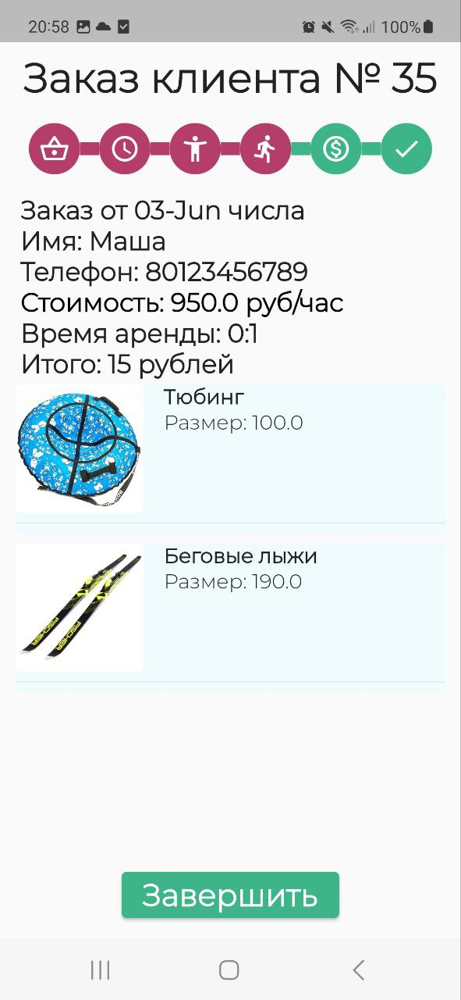 20:58 100%
Заказ клиента № 35
Заказ от 03-Jun числа
Имя: Маша
Телефон: 80123456789
Стоимость: 950.0 руб/час
Время аренды: 0:1
Итого: 15 рублей
Тюбинг
Размер: 100.0
Беговые лыжи
Размер: 190.0
FISCHER
FISCHER
Завершить